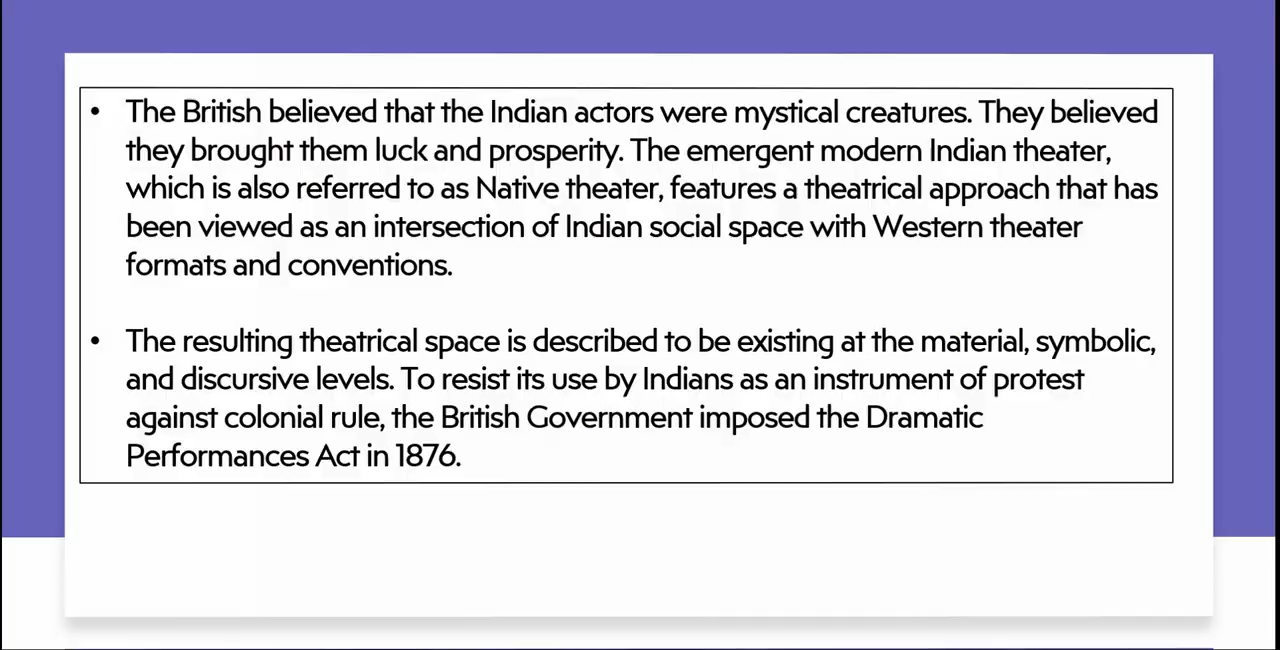 • The British believed that the Indian actors were mystical creatures. They believed
they brought them luck and prosperity. The emergent modern Indian theater,
which is also referred to as Native theater, features a theatrical approach that has
been viewed as an intersection of Indian social space with Western theater
formats and conventions.
• The resulting theatrical space is described to be existing at the material, symbolic,
and discursive levels. To resist its use by Indians as an instrument of protest
against colonial rule, the British Government imposed the Dramatic
Performances Act in 1876.